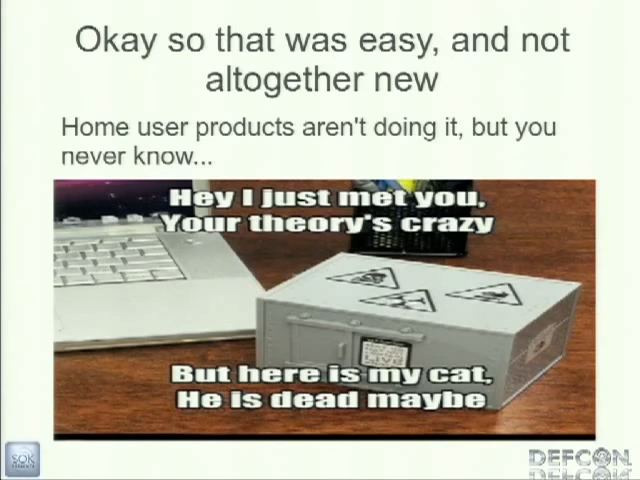 Okay so that was easy, and not
altogether new
Home user products aren't doing it, but you
never know...
Hey I just met you,
Your theory's crazy
But here is my cat,
He is dead maybe
SOK
DEFCON